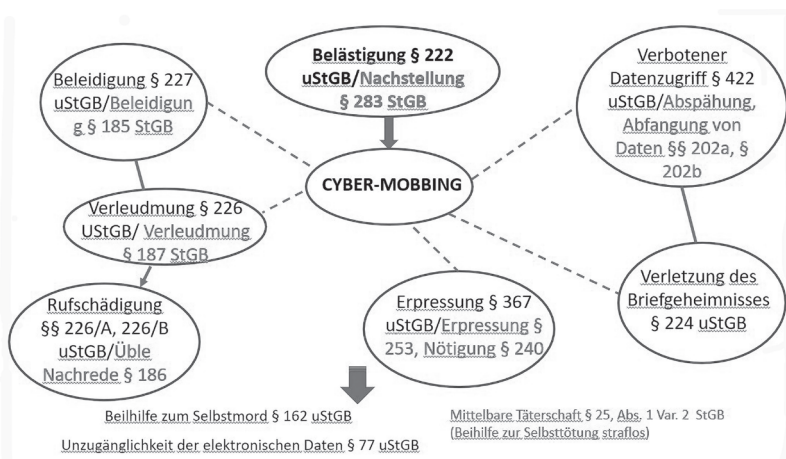 Beleidigung § 227
uStGB/Beleidigun
g § 185 StGB
Belästigung § 222
uStGB/Nachstellung
§ 283 StGB
Verbotener
Datenzugriff § 422
uStGB/Abspähung,
Abfangung von
Daten §§ 202a, §
202b
CYBER-MOBBING
Verleudmung § 226
UStGB/ Verleudmung
§ 187 StGB
Rufschädigung
§§ 226/A, 226/B
uStGB/Üble
Nachrede § 186
Erpressung § 367
uStGB/Erpressung §
253, Nötigung § 240
Verletzung des
Briefgeheimnisses
§ 224 uStGB
Beilhilfe zum Selbstmord § 162 uStGB
Unzugänglichkeit der elektronischen Daten § 77 uStGB
Mittelbare Täterschaft § 25, Abs. 1 Var. 2 StGB
(Beihilfe zur Selbsttötung straflos)